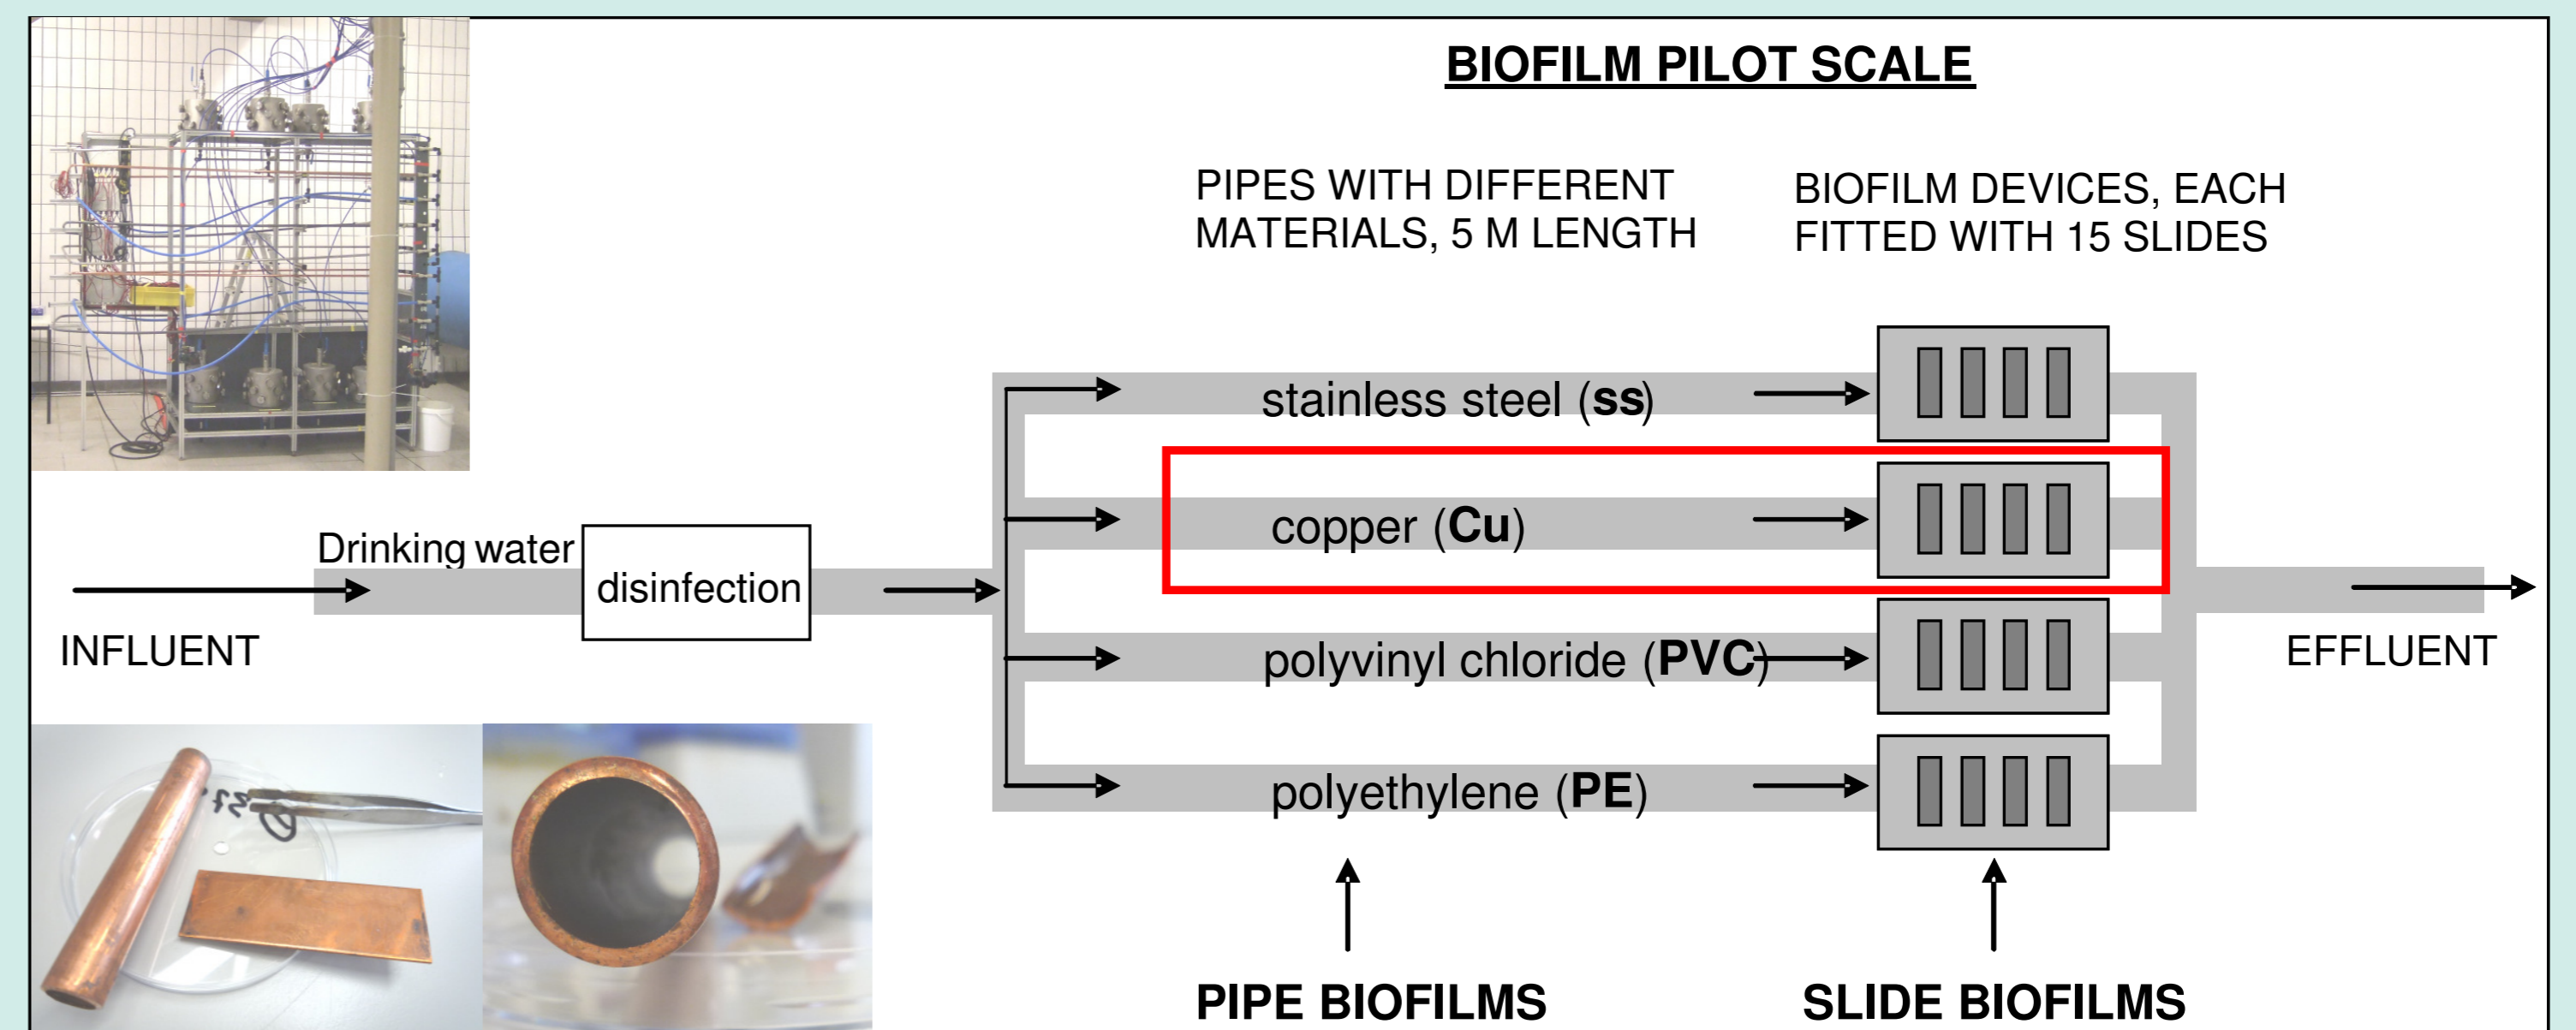 BIOFILM PILOT SCALE
PIPES WITH DIFFERENT
MATERIALS, 5 M LENGTH
BIOFILM DEVICES, EACH
FITTED WITH 15 SLIDES
stainless steel (ss)
copper (Cu)
Drinking water
disinfection
INFLUENT
polyvinyl chloride (PVC)
EFFLUENT
polyethylene (PE)
PIPE BIOFILMS
SLIDE BIOFILMS